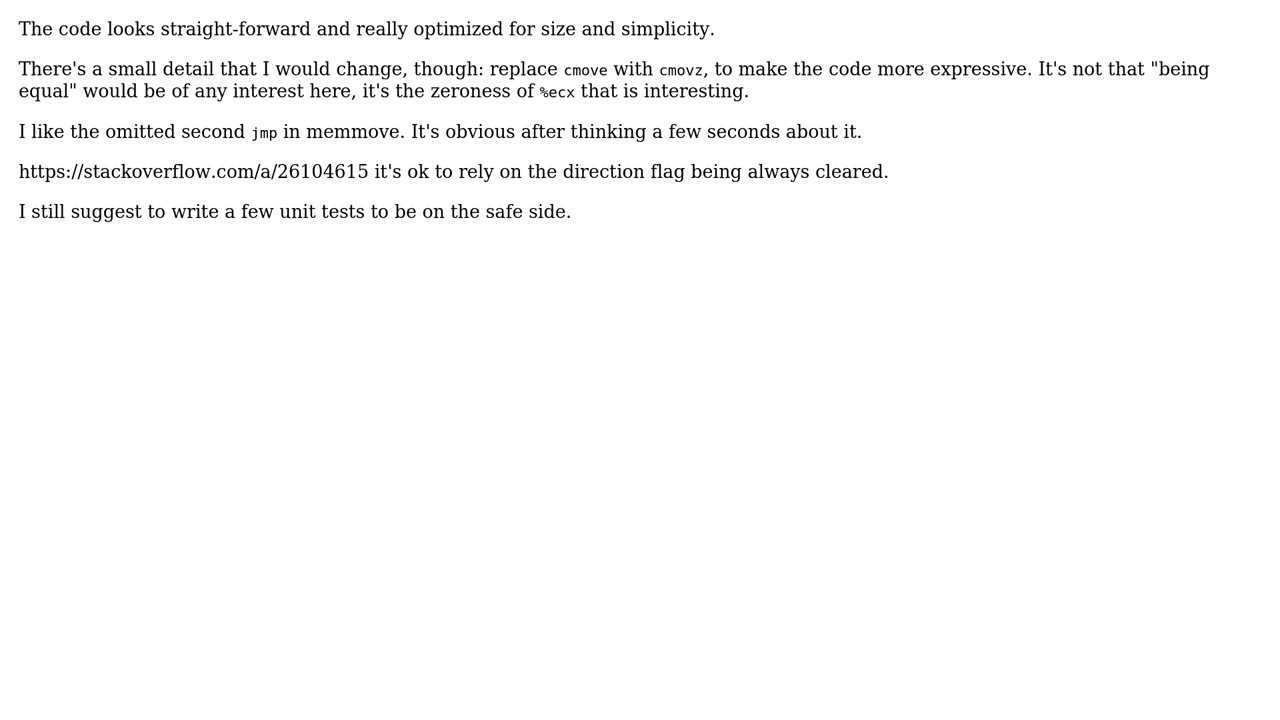 The code looks straight-forward and really optimized for size and simplicity.
There's a small detail that I would change, though: replace cmove with cmovz, to make the code more expressive. It's not that "being
equal" would be of any interest here, it's the zeroness of %ecx that is interesting.
I like the omitted second jmp in memmove. It's obvious after thinking a few seconds about it.
https://stackoverflow.com/a/26104615 it's ok to rely on the direction flag being always cleared.
I still suggest to write a few unit tests to be on the safe side.